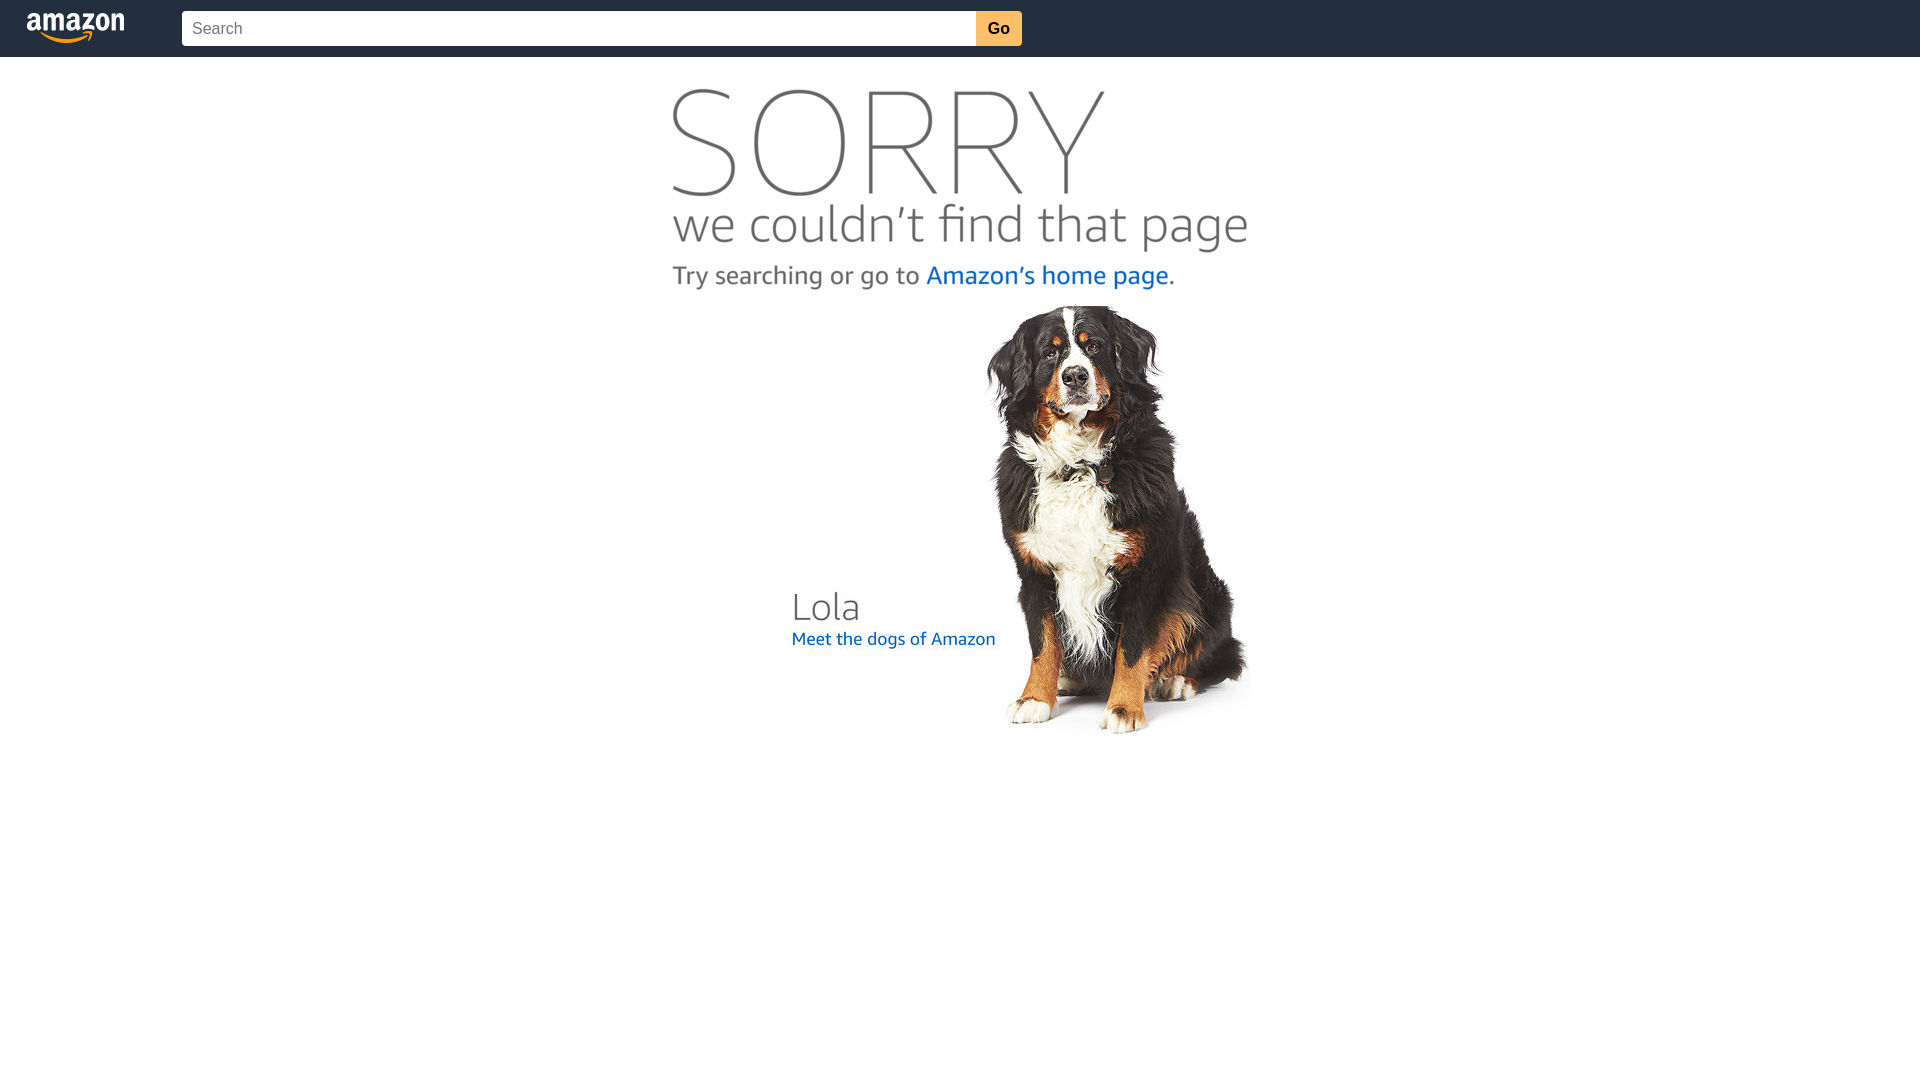 amazon
Search
Go
SORRY
we couldn't find that page
Try searching or go to Amazon's home page.
Lola
Meet the dogs of Amazon